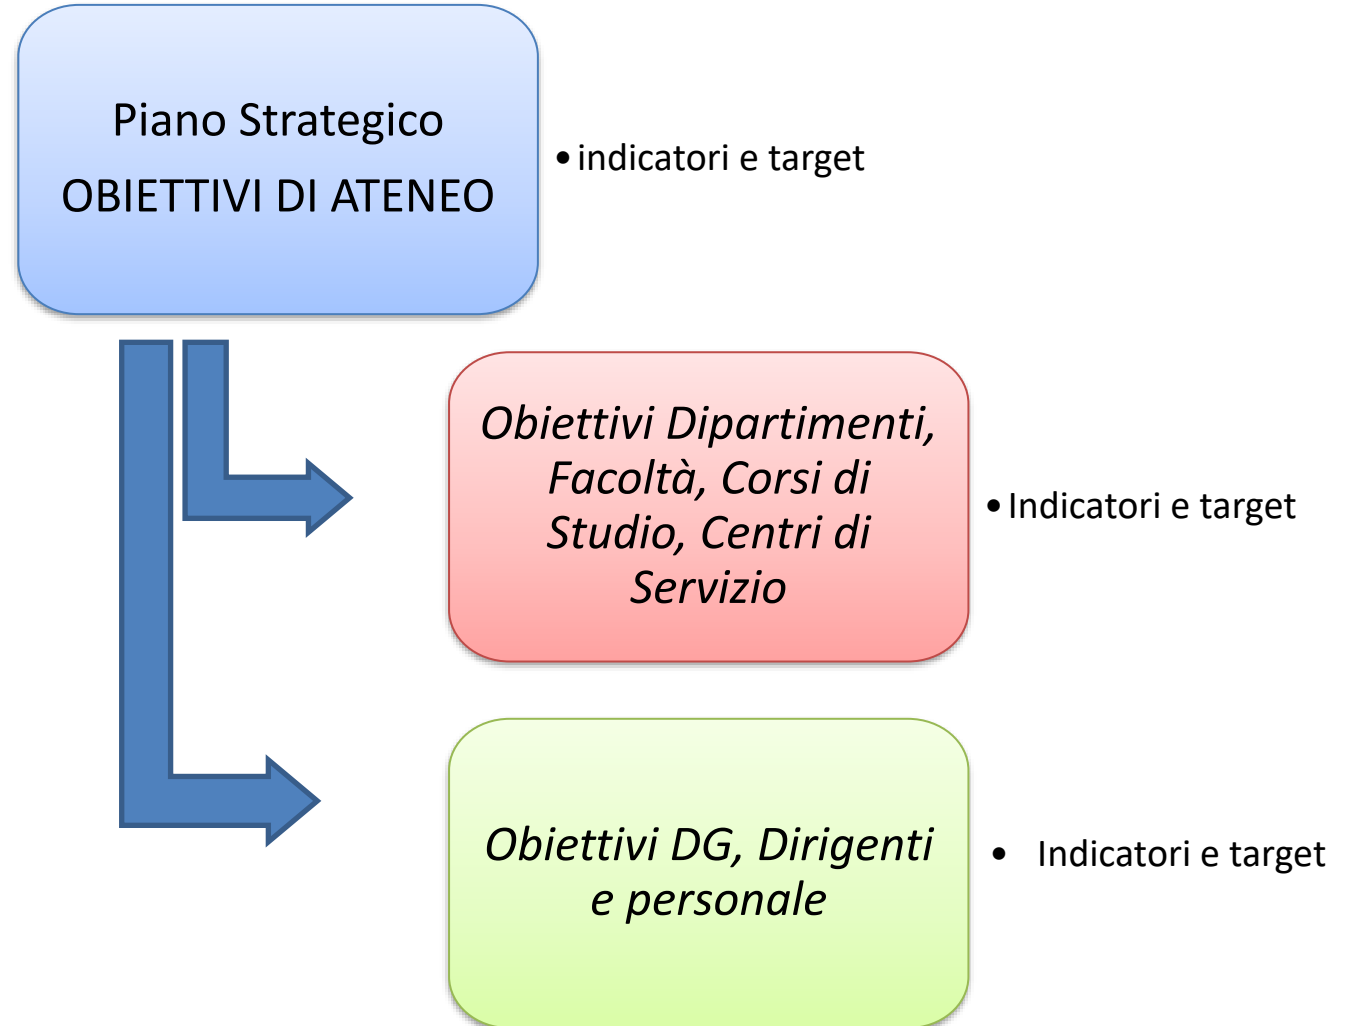 Piano Strategico
OBIETTIVI DI ATENEO
•indicatori e target
Obiettivi Dipartimenti,
Facoltà, Corsi di
Studio, Centri di
Servizio
•Indicatori e target
Obiettivi DG, Dirigenti
e personale
• Indicatori e target